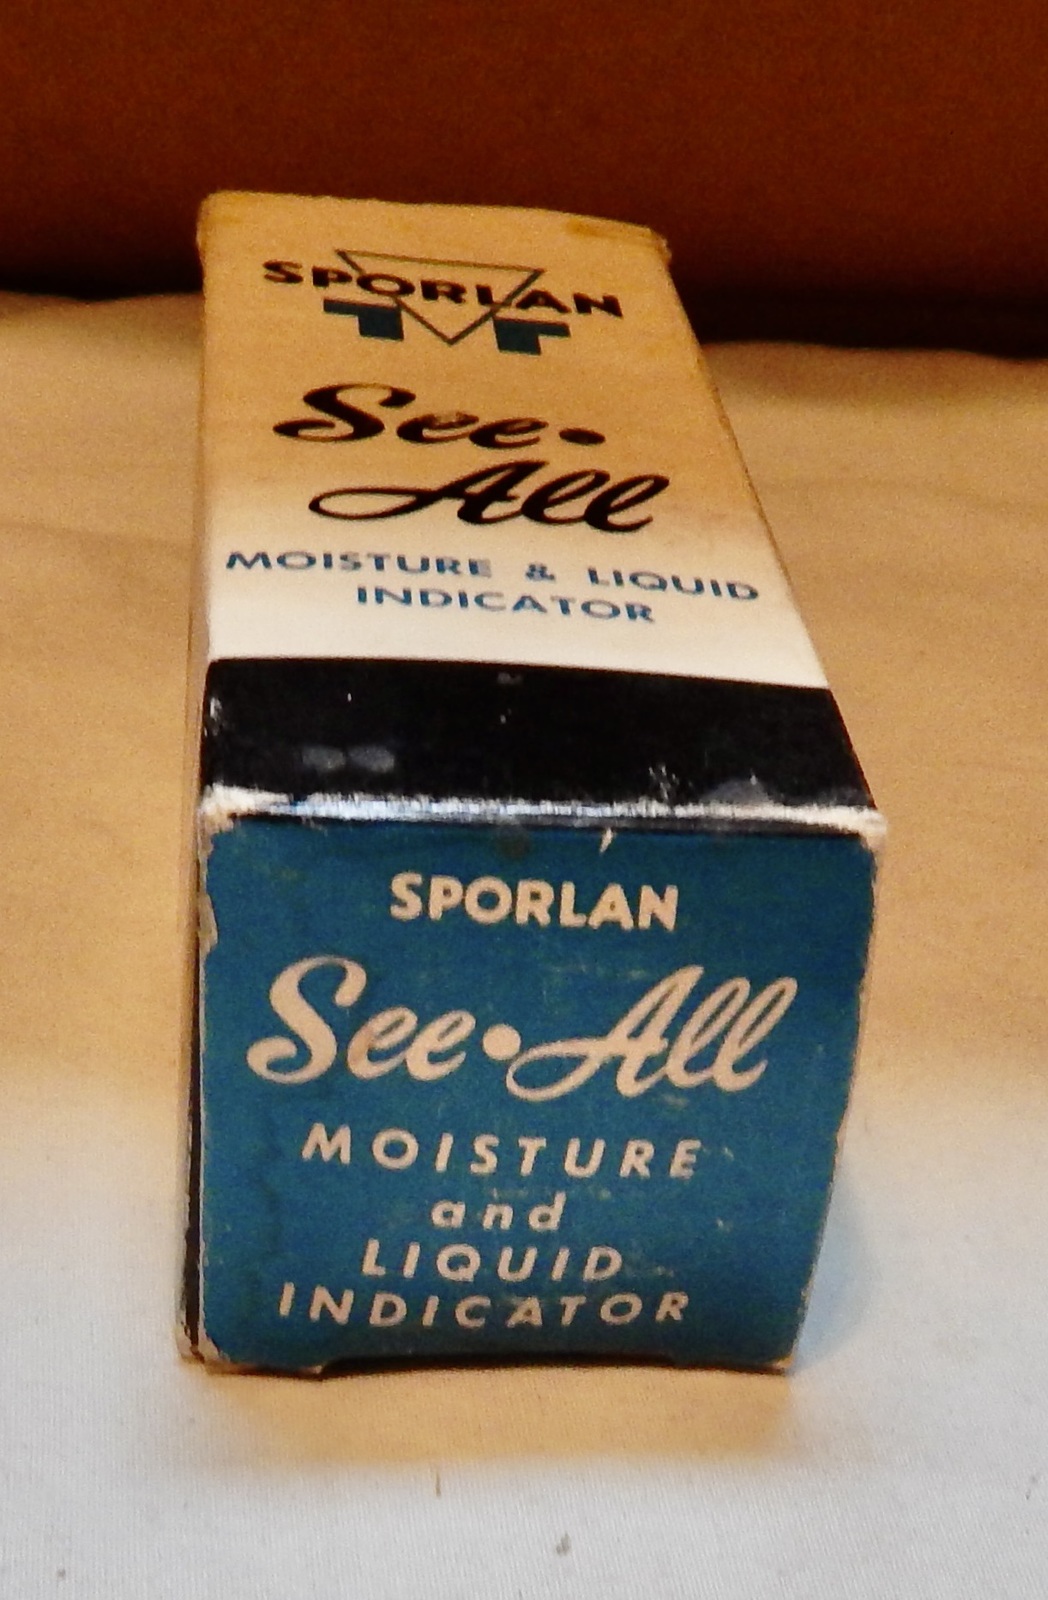 SPORLAN
See•
All
MOISTURE & LIQUID
INDICATOR
SPORLAN
See•All
MOISTURE
and
LIQUID
INDICATOR